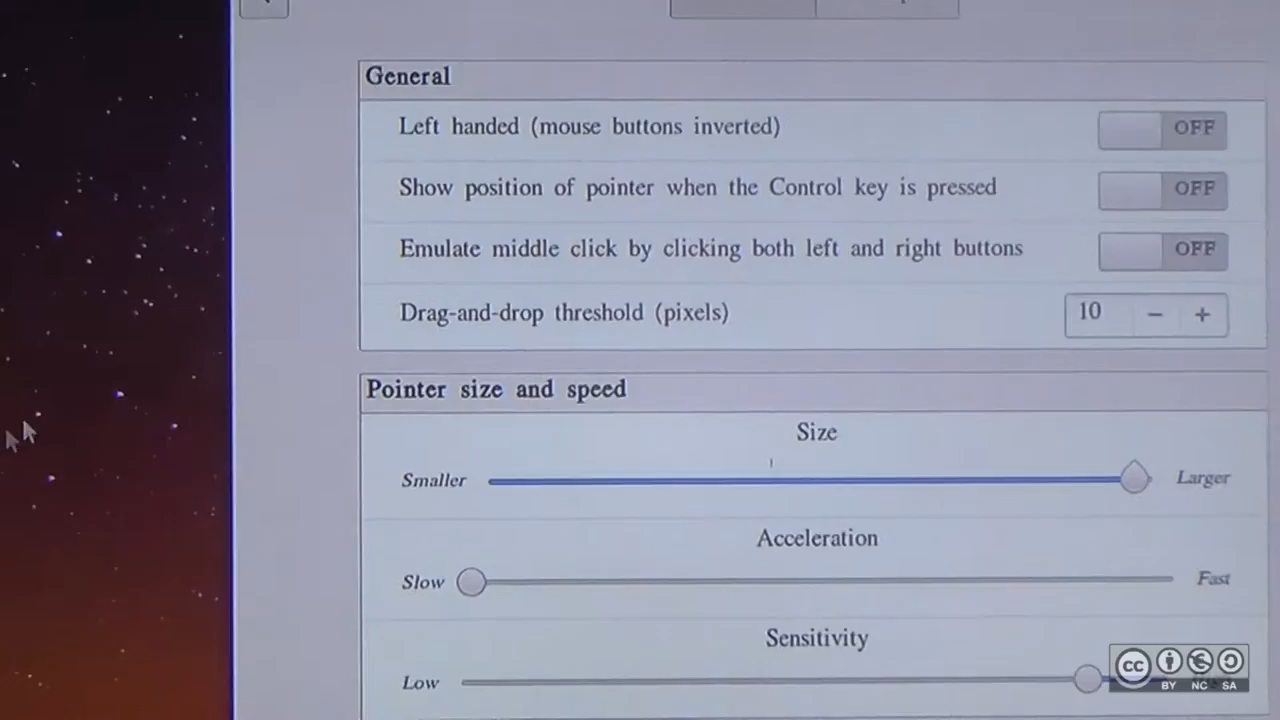 General
Left handed (mouse buttons inverted)
OFF
Show position of pointer when the Control key is pressed
OFF
Emulate middle click by clicking both left and right buttons
OFF
Drag-and-drop threshold (pixels)
10 − +
Pointer size and speed
Size
Smaller
Larger
Acceleration
Slow
Fast
Sensitivity
Low
cc
BY NC SA